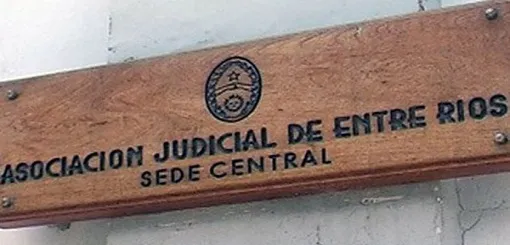 ASOCIACION JUDICIAL DE ENTRE RIOS
SEDE CENTRAL